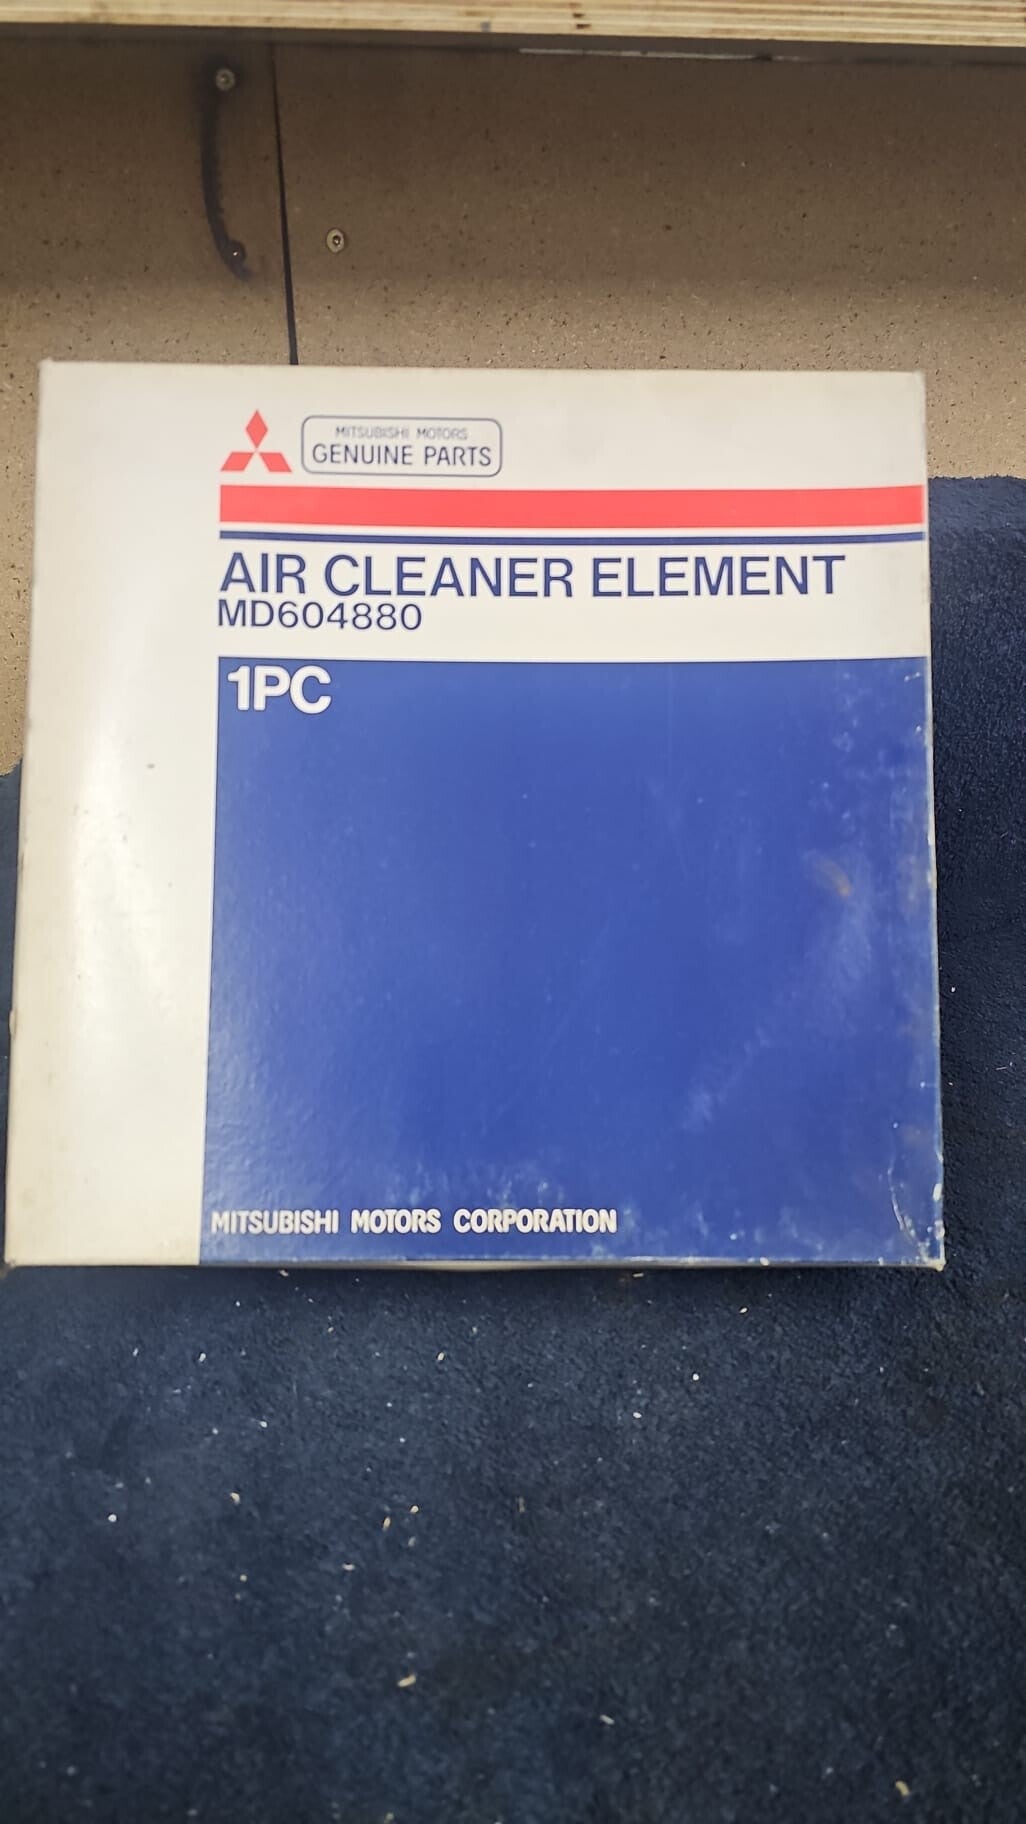 MITSUBISHI MOTORS
GENUINE PARTS
AIR CLEANER ELEMENT
MD604880
1PC
MITSUBISHI MOTORS CORPORATION